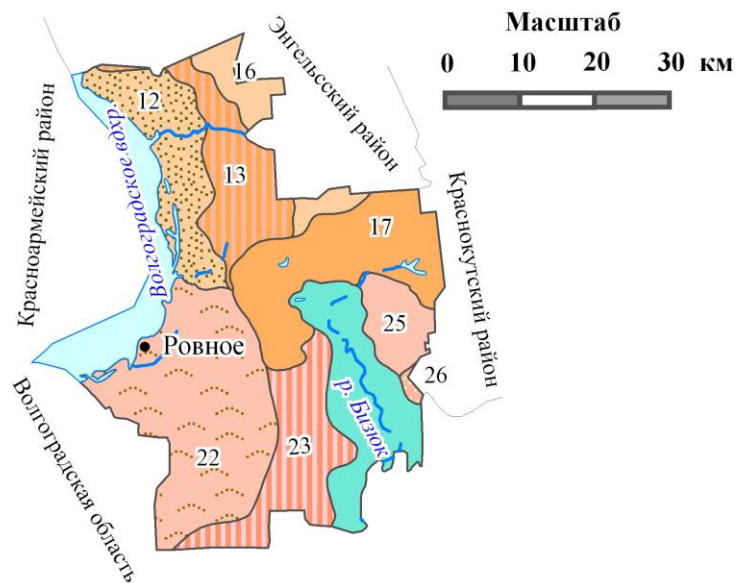 Масштаб
0 10 20 30 км
Энгельсский район
16
12
Красноармейский район
Волгоградское вдхр.
13
Краснокутский район
17
25
Ровное
26
р. Бизюк
22
23
Волгоградская область